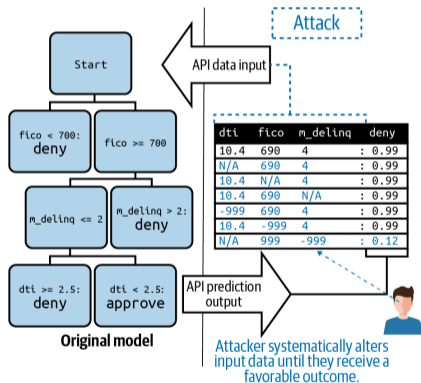 Attack
Start
API data input
fico < 700:
deny
fico >= 700
m_delinq <= 2
m_delinq > 2:
deny
dti >= 2.5:
deny
dti < 2.5:
approve
Original model
dti fico m_delinq deny
10.4 690 4 : 0.99
N/A 690 4 : 0.99
10.4 N/A 4 : 0.99
10.4 690 N/A : 0.99
-999 690 4 : 0.99
10.4 -999 4 : 0.99
N/A 999 -999 : 0.12
API prediction
output
Attacker systematically alters
input data until they receive a
favorable outcome.